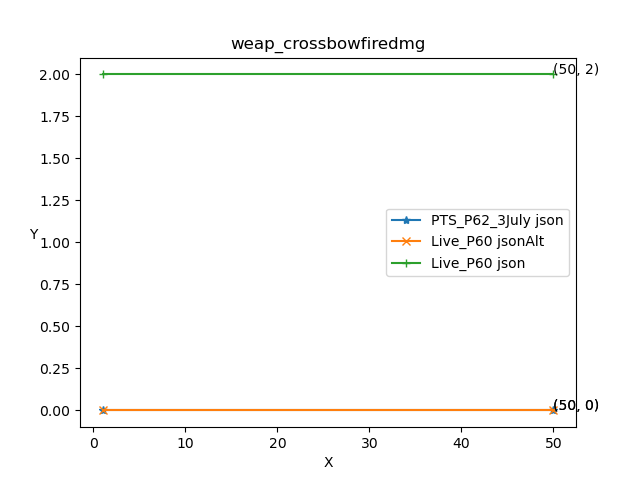 weap_crossbowfiredmg
2.00
(50, 2)
1.75
1.50
1.25
PTS_P62_3July json
Y
1.00
Live_P60 jsonAlt
Live_P60 json
0.75
0.50
0.25
0.00
(50, 0)
0
10
20
30
40
50
X